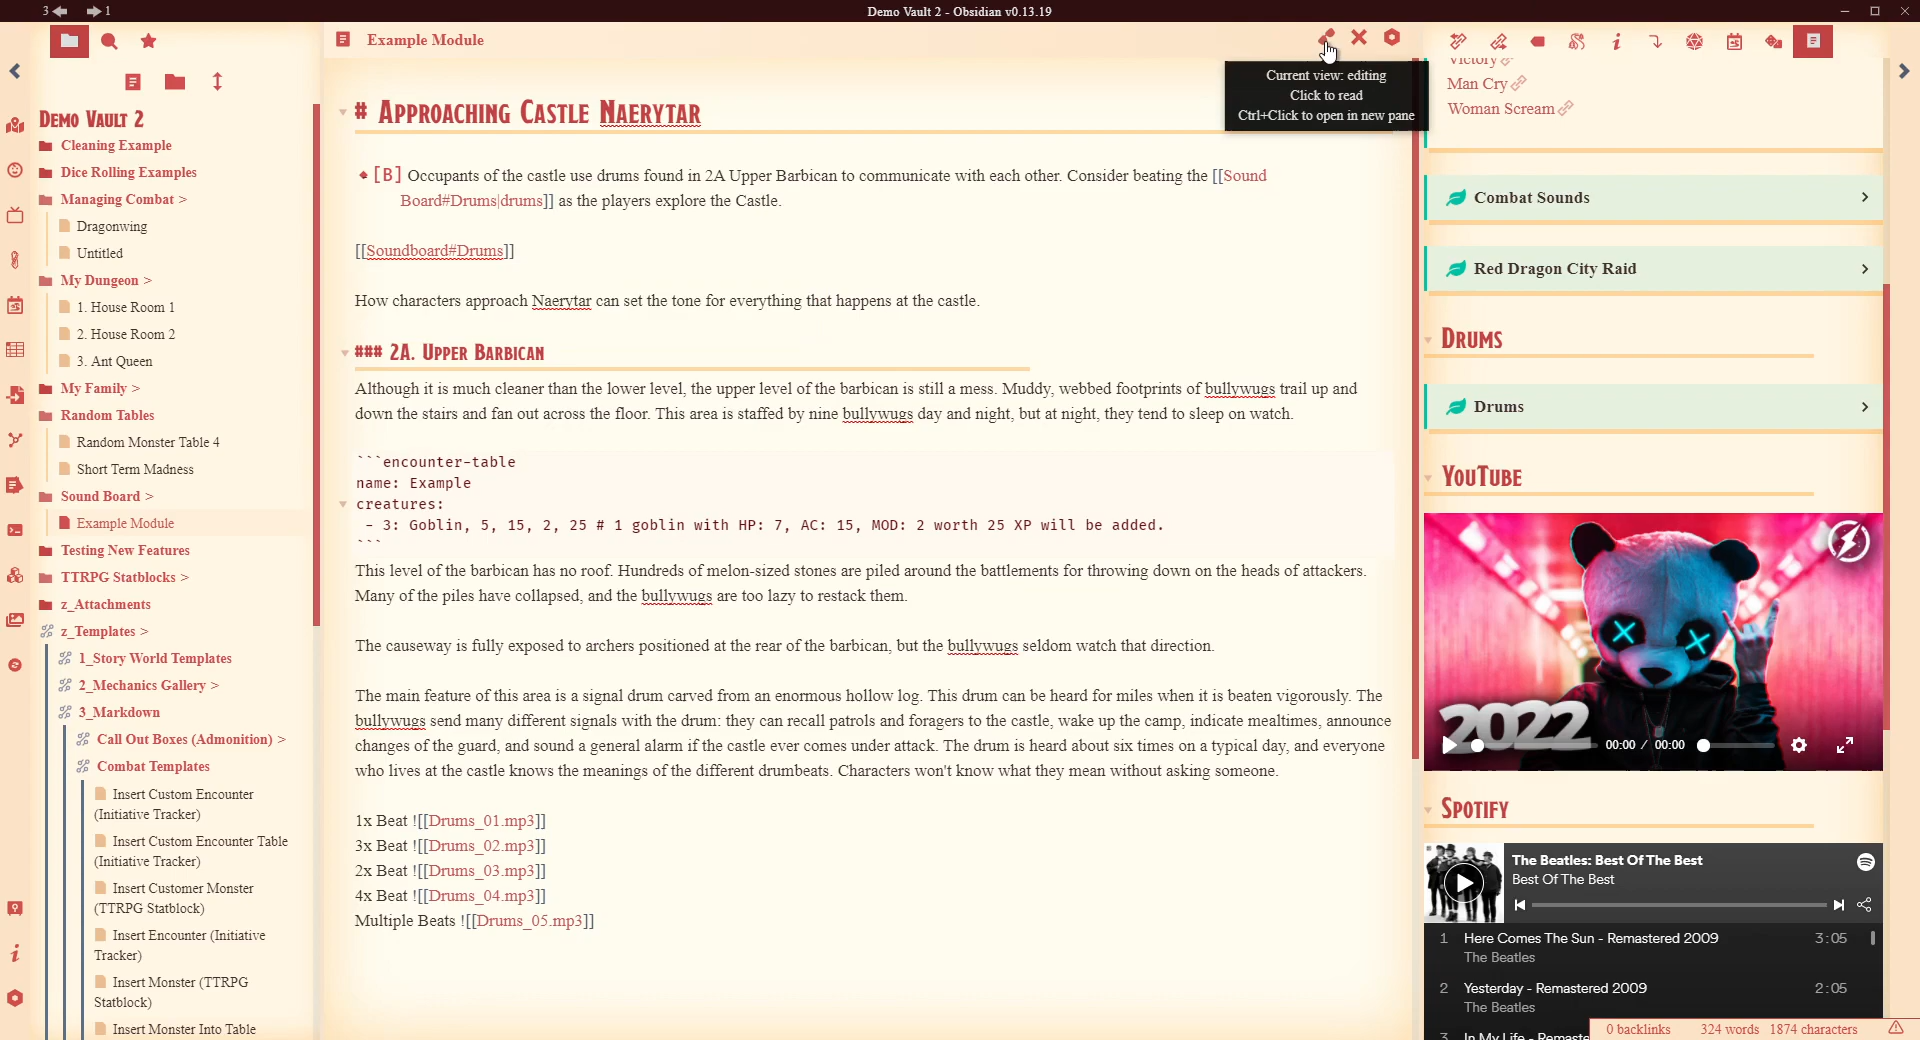 3 1
Demo Vault 2 - Obsidian v0.13.19
Demo Vault 2
Cleaning Example
Dice Rolling Examples
Managing Combat >
Dragonwing
Untitled
My Dungeon >
1. House Room 1
2. House Room 2
3. Ant Queen
My Family >
Random Tables
Random Monster Table 4
Short Term Madness
Sound Board >
Example Module
Testing New Features
TTRPG Statblocks >
z_Attachments
z_Templates >
1_Story World Templates
2_Mechanics Gallery >
3_Markdown
Call Out Boxes (Admonition) >
Combat Templates
Insert Custom Encounter
(Initiative Tracker)
Insert Custom Encounter Table
(Initiative Tracker)
Insert Customer Monster
(TTRPG Statblock)
Insert Encounter (Initiative
Tracker)
Insert Monster (TTRPG
Statblock)
Insert Monster Into Table
Example Module
Current view: editing
Click to read
Ctrl+Click to open in new pane
# Approaching Castle Naerytar
[B] Occupants of the castle use drums found in 2A Upper Barbican to communicate with each other. Consider beating the [[Sound
Board#Drums|drums]] as the players explore the Castle.
[[Soundboard#Drums]]
How characters approach Naerytar can set the tone for everything that happens at the castle.
### 2A. Upper Barbican
Although it is much cleaner than the lower level, the upper level of the barbican is still a mess. Muddy, webbed footprints of bullywugs trail up and
down the stairs and fan out across the floor. This area is staffed by nine bullywugs day and night, but at night, they tend to sleep on watch.
```encounter-table
name: Example
creatures:
- 3: Goblin, 5, 15, 2, 25 # 1 goblin with HP: 7, AC: 15, MOD: 2 worth 25 XP will be added.
```
This level of the barbican has no roof. Hundreds of melon-sized stones are piled around the battlements for throwing down on the heads of attackers.
Many of the piles have collapsed, and the bullywugs are too lazy to restack them.
The causeway is fully exposed to archers positioned at the rear of the barbican, but the bullywugs seldom watch that direction.
The main feature of this area is a signal drum carved from an enormous hollow log. This drum can be heard for miles when it is beaten vigorously. The
bullywugs send many different signals with the drum: they can recall patrols and foragers to the castle, wake up the camp, indicate mealtimes, announce
changes of the guard, and sound a general alarm if the castle ever comes under attack. The drum is heard about six times on a typical day, and everyone
who lives at the castle knows the meanings of the different drumbeats. Characters won't know what they mean without asking someone.
1x Beat ![[Drums_01.mp3]]
3x Beat ![[Drums_02.mp3]]
2x Beat ![[Drums_03.mp3]]
4x Beat ![[Drums_04.mp3]]
Multiple Beats ![[Drums_05.mp3]]
Victory
Man Cry
Woman Scream
Combat Sounds
Red Dragon City Raid
Drums
Drums
YouTube
2022
00:00 / 00:00
Spotify
The Beatles: Best Of The Best
Best Of The Best
1 Here Comes The Sun - Remastered 2009 3:05
The Beatles
2 Yesterday - Remastered 2009 2:05
The Beatles
3 In My Life - Remaste
0 backlinks 324 words 1874 characters